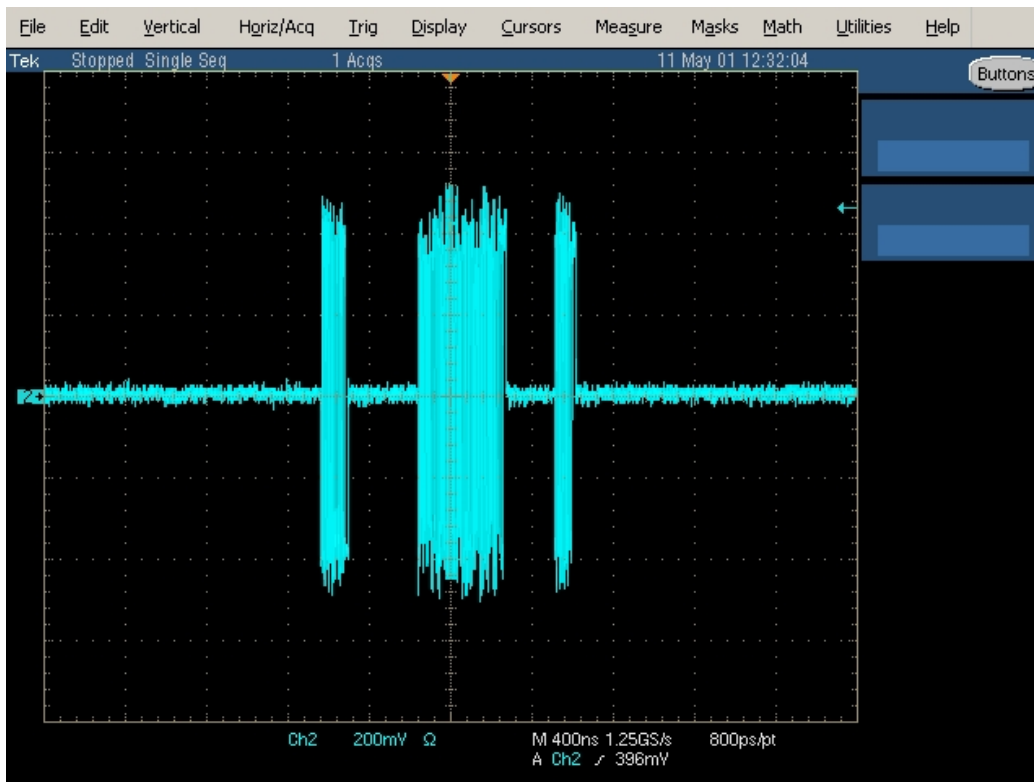 File Edit Vertical Horiz/Acq Trig Display Cursors Measure Masks Math Utilities Help
Tek Stopped Single Seq 1 Acqs 11 May 01 12:32:04
Buttons
2
Ch2 200mV Ω M 400ns 1.25GS/s 800ps/pt
A Ch2 ∕ 396mV